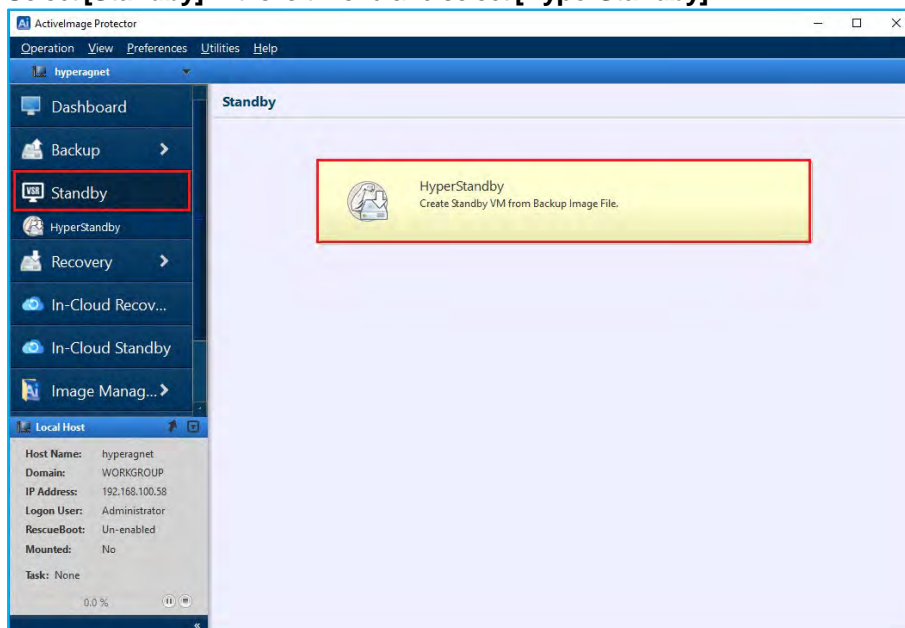 ActiveImage Protector
Operation View Preferences Utilities Help
hyperagnet
Dashboard
Standby
Backup
HyperStandby
Create Standby VM from Backup Image File.
Standby
HyperStandby
Recovery
In-Cloud Recov...
In-Cloud Standby
Image Manag...
Local Host
Host Name: hyperagnet
Domain: WORKGROUP
IP Address: 192.168.100.58
Logon User: Administrator
RescueBoot: Un-enabled
Mounted: No
Task: None
0.0 %